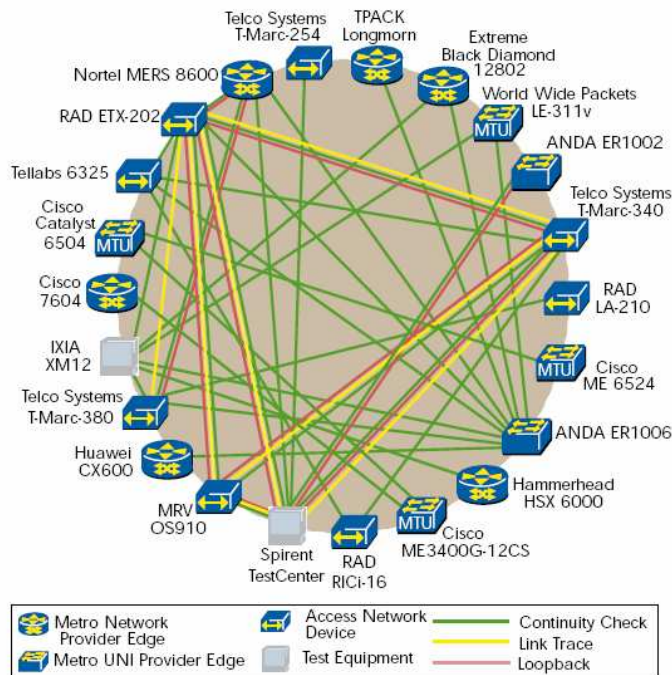 Telco Systems
T-Marc-254
TPACK
Longmorn
Extreme
Black Diamond
12802
Nortel MERS 8600
World Wide Packets
LE-311v
RAD ETX-202
MTU
ANDA ER1002
Tellabs 6325
Telco Systems
T-Marc-340
Cisco
Catalyst
6504
MTU
Cisco
7604
RAD
LA-210
IXIA
XM12
MTU
Cisco
ME 6524
Telco Systems
T-Marc-380
ANDA ER1006
Huawei
CX600
Hammerhead
HSX 6000
MRV
OS910
Spirent
TestCenter
RAD
RICi-16
MTU
Cisco
ME3400G-12CS
Metro Network
Provider Edge
Access Network
Device
Continuity Check
Link Trace
Metro UNI Provider Edge
Test Equipment
Loopback